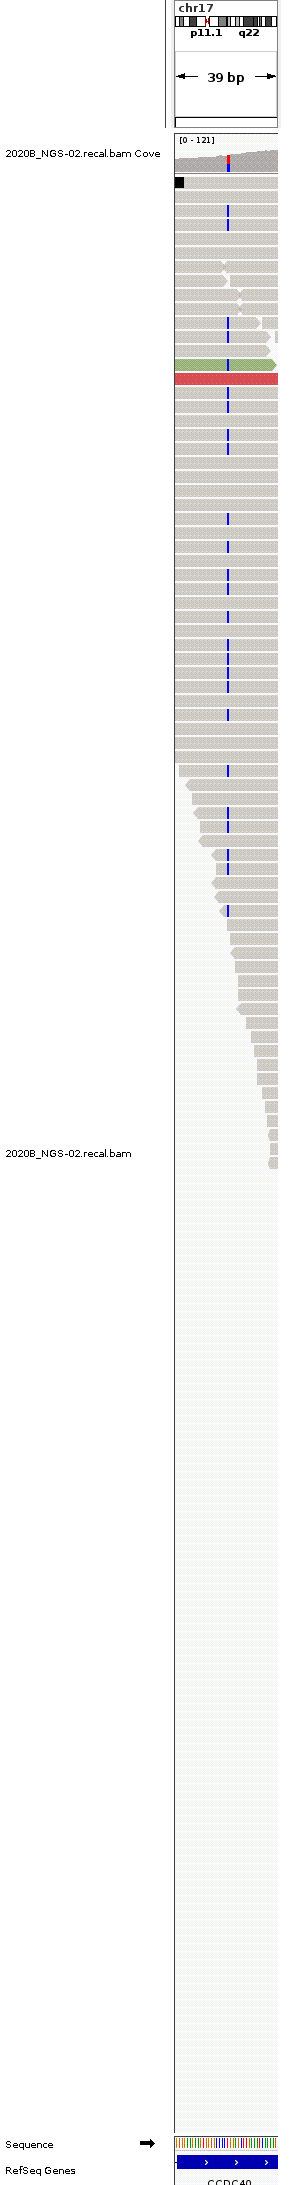 chr17
p11.1 q22
39 bp
[0 - 121]
2020B_NGS-02.recal.bam Cove
2020B_NGS-02.recal.bam
Sequence
RefSeq Genes
CCDC40